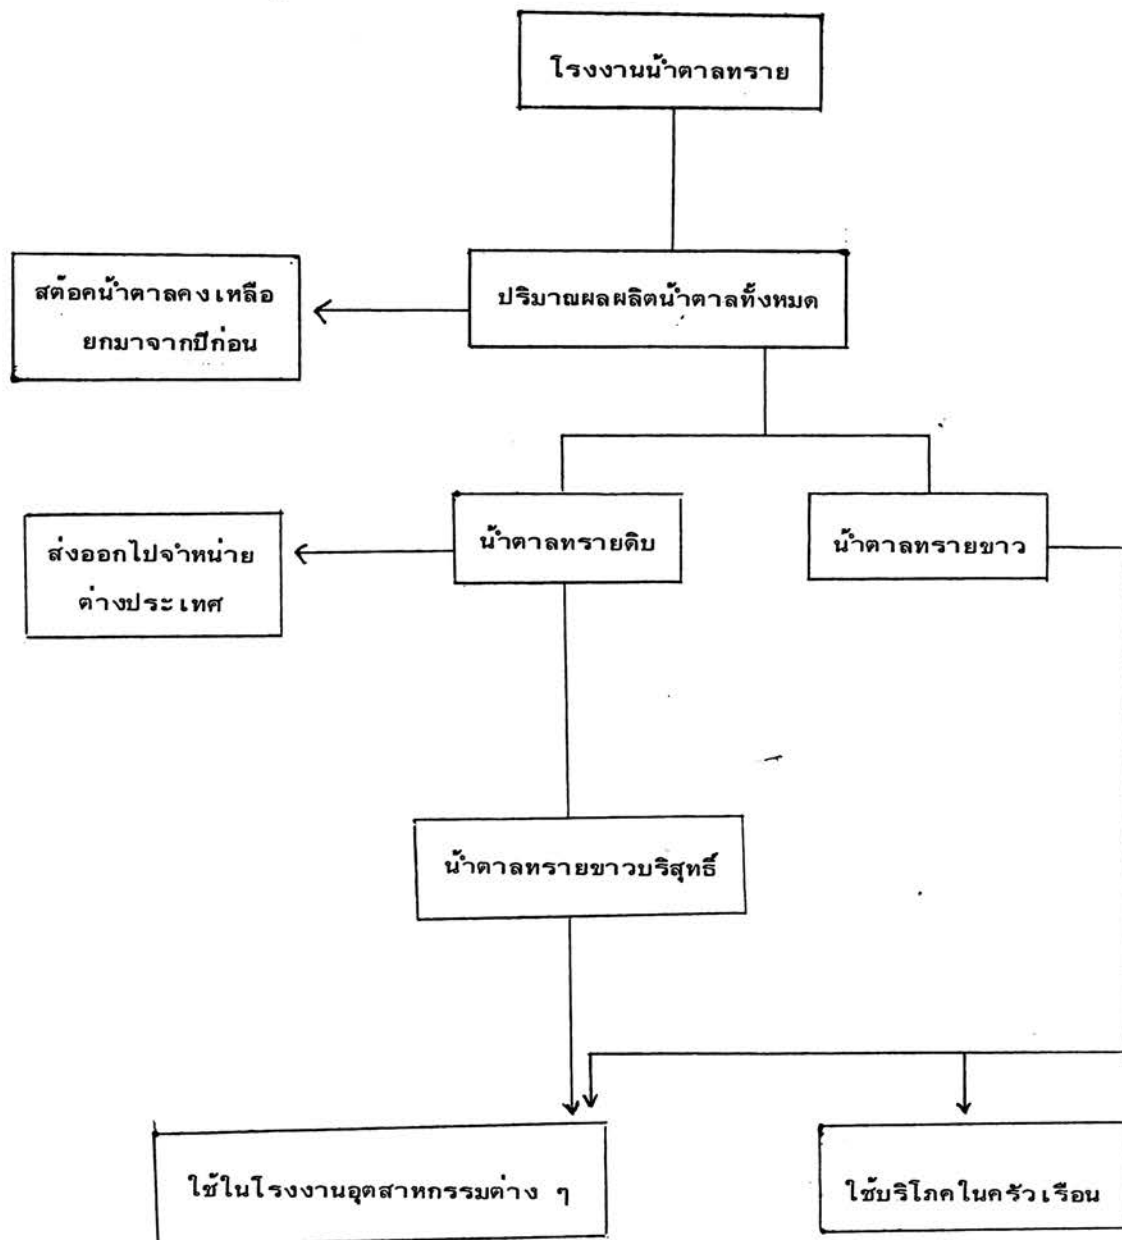 โรงงานน้ำตาลทราย
สต๊อคน้ำตาลคงเหลือ
ยกมาจากปีก่อน
ปริมาณผลผลิตน้ำตาลทั้งหมด
ส่งออกไปจำหน่าย
ต่างประเทศ
น้ำตาลทรายดิบ
น้ำตาลทรายขาว
น้ำตาลทรายขาวบริสุทธิ์
ใช้ในโรงงานอุตสาหกรรมต่าง ๆ
ใช้บริโภคในครัวเรือน